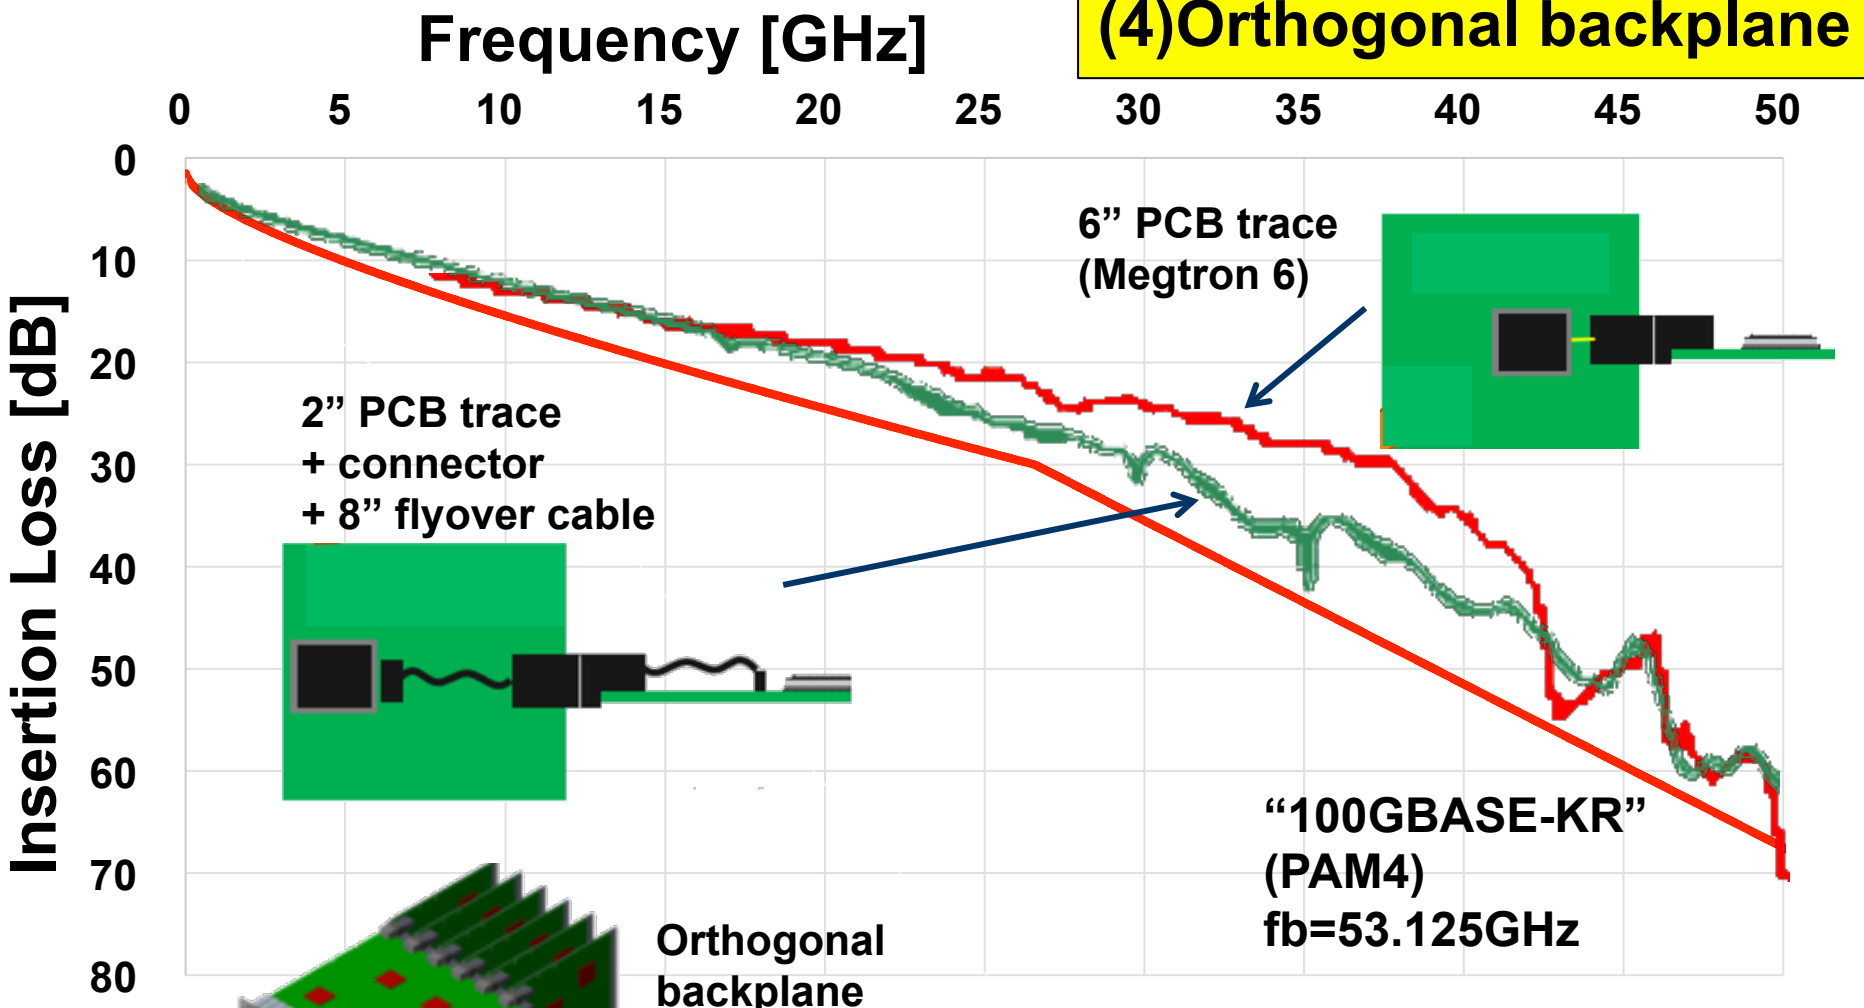 Frequency [GHz]
(4)Orthogonal backplane
0 5 10 15 20 25 30 35 40 45 50
Insertion Loss [dB]
0
10
20
30
40
50
60
70
80
6” PCB trace
(Megtron 6)
2” PCB trace
+ connector
+ 8” flyover cable
“100GBASE-KR”
(PAM4)
fb=53.125GHz
Orthogonal
backplane